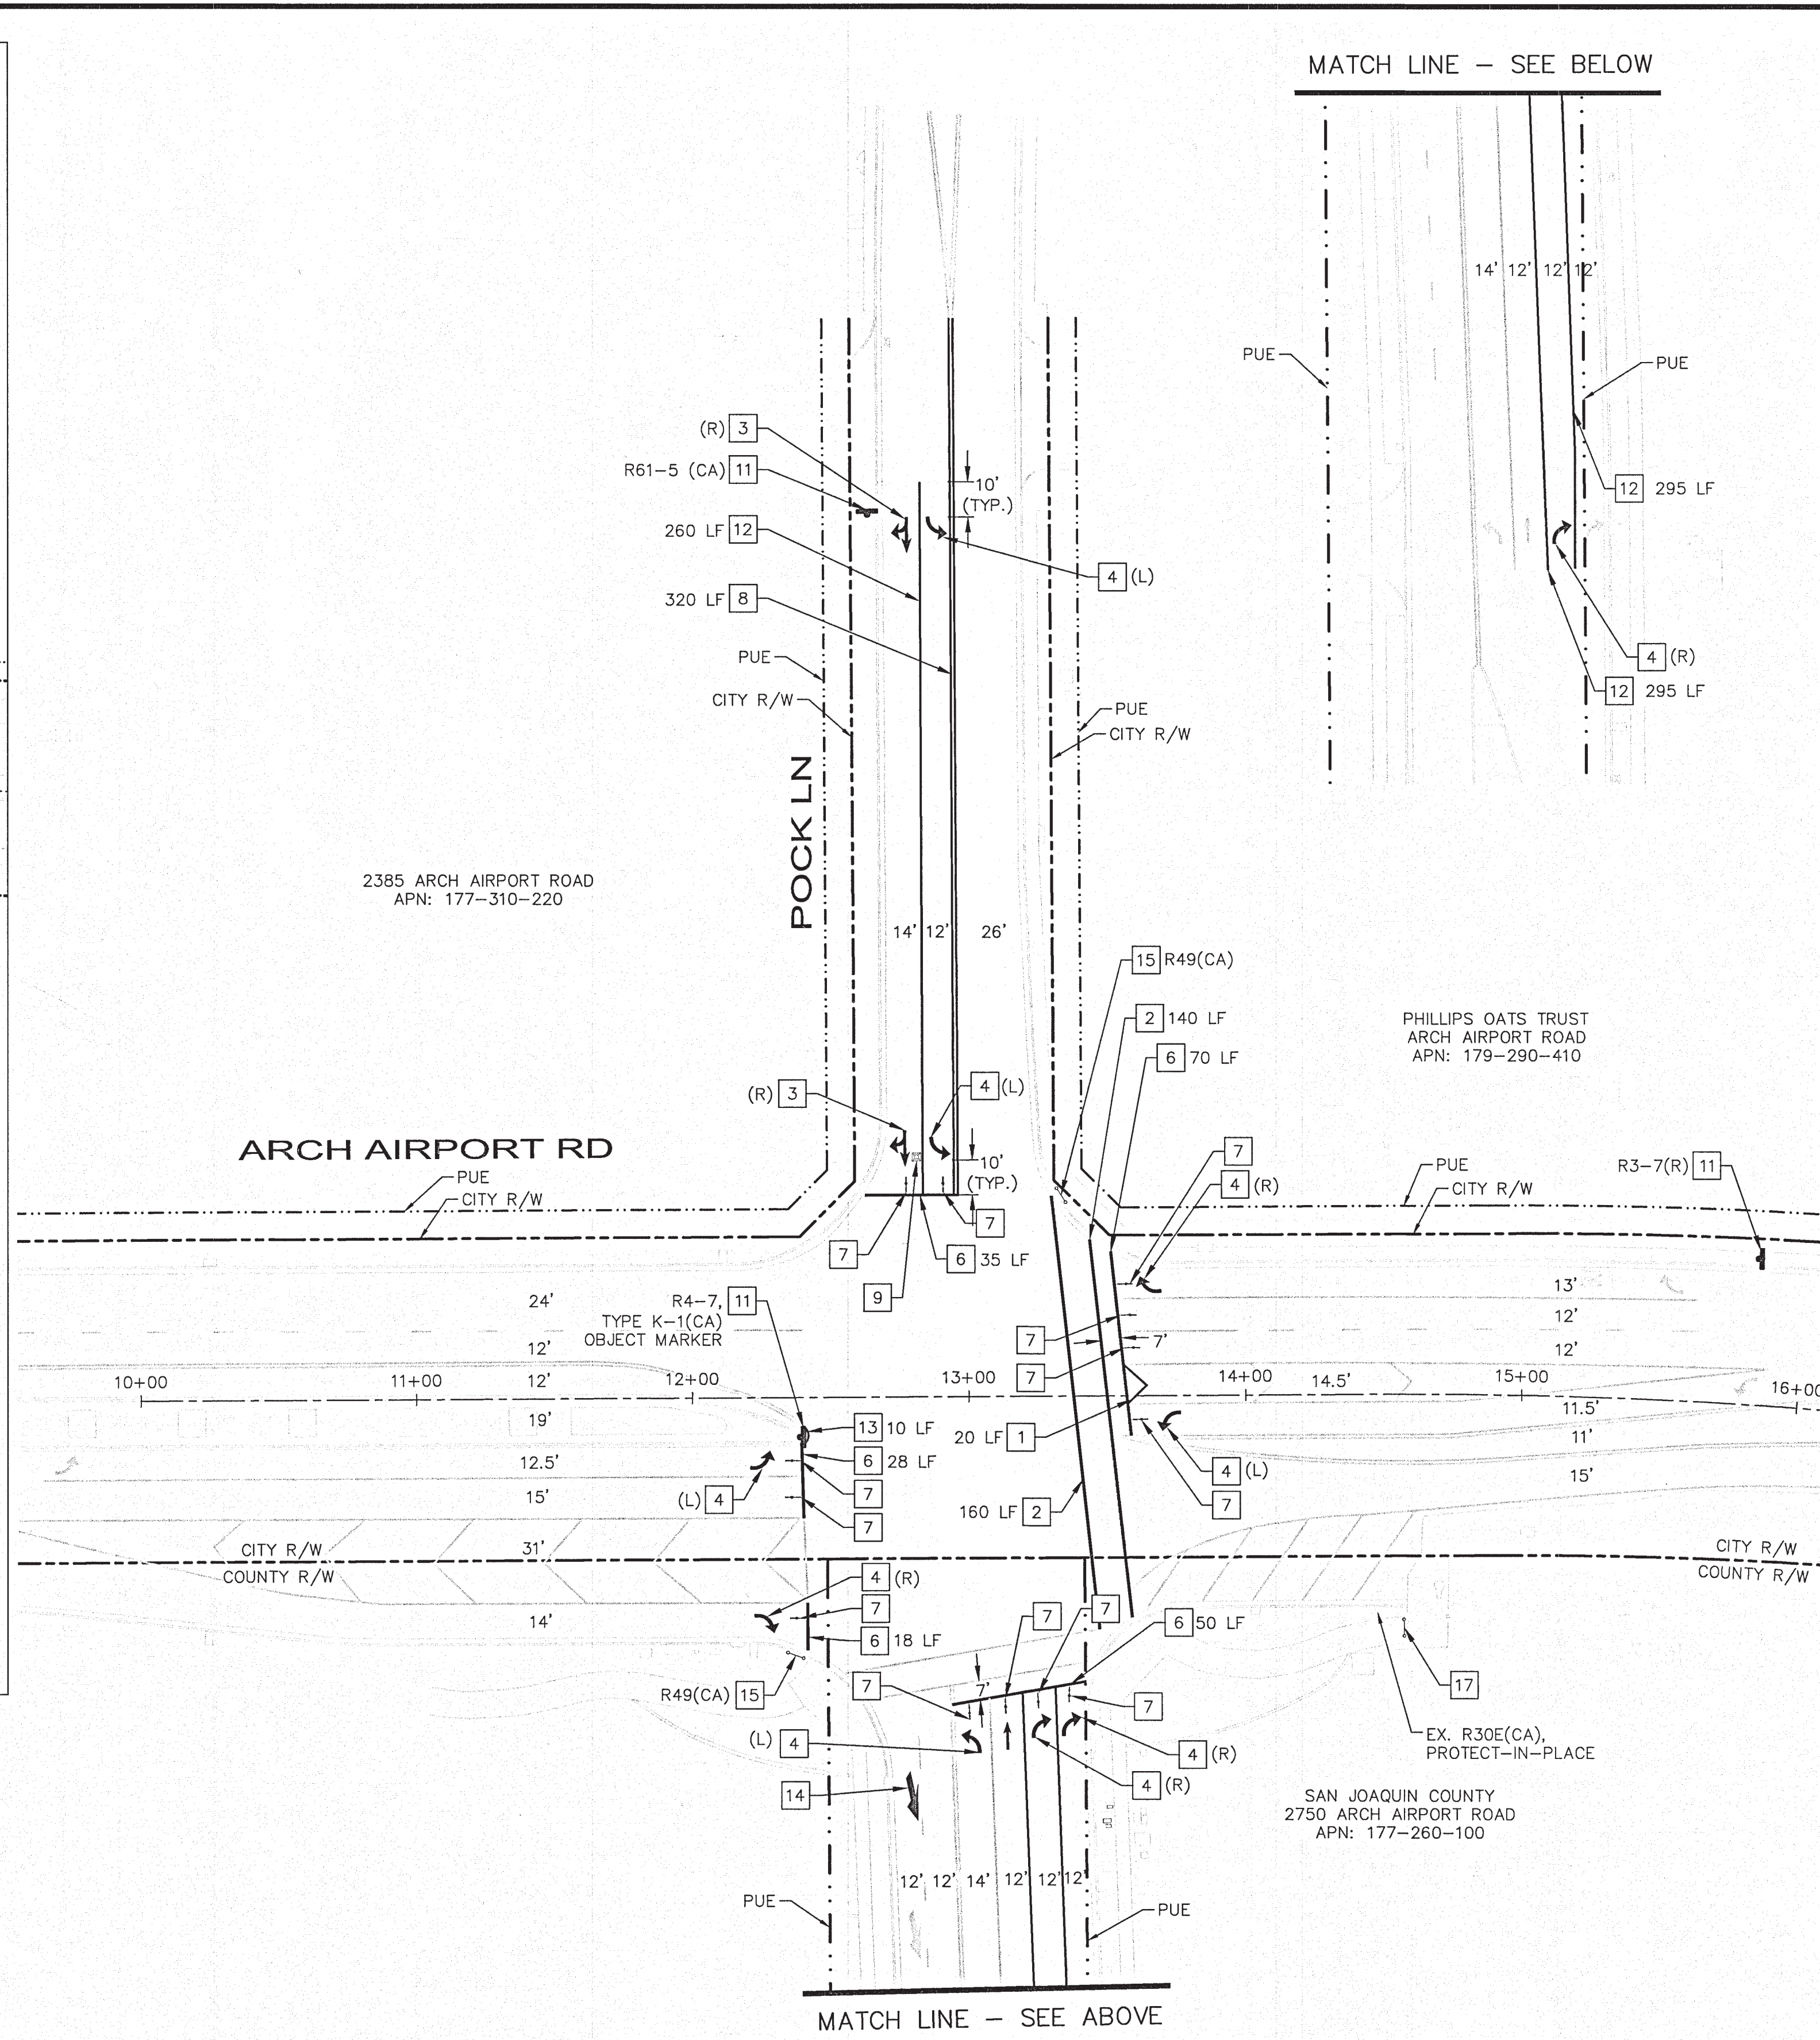 MATCH LINE – SEE BELOW
14' 12' 12' 12'
PUE
PUE
(R) 3
R61–5 (CA) 11
10'
(TYP.)
12 295 LF
260 LF 12
4 (L)
320 LF 8
4 (R)
PUE
12 295 LF
CITY R/W
PUE
CITY R/W
POCK LN
2385 ARCH AIRPORT ROAD
APN: 177–310–220
14' 12' 26'
15 R49(CA)
2 140 LF
6 70 LF
PHILLIPS OATS TRUST
ARCH AIRPORT ROAD
APN: 179–290–410
(R) 3
4 (L)
ARCH AIRPORT RD
10'
(TYP.)
7
4 (R)
PUE
CITY R/W
PUE
CITY R/W
R3–7(R) 11
7
7
6 35 LF
9
R4–7, 11
TYPE K–1(CA)
OBJECT MARKER
24'
12'
13'
12'
7
7'
12'
7
10+00
11+00
12'
12+00
13+00
14+00
14.5'
15+00
16+00
11.5'
19'
13 10 LF
20 LF 1
11'
12.5'
6 28 LF
4 (L)
15'
15'
(L) 4
7
7
7
160 LF 2
CITY R/W
COUNTY R/W
31'
CITY R/W
COUNTY R/W
4 (R)
14'
7
7
7
6 50 LF
6 18 LF
R49(CA) 15
7
7'
7
17
(L) 4
4 (R)
EX. R30E(CA),
PROTECT–IN–PLACE
14
4 (R)
SAN JOAQUIN COUNTY
2750 ARCH AIRPORT ROAD
APN: 177–260–100
12' 12' 14' 12' 12' 12'
PUE
PUE
MATCH LINE – SEE ABOVE